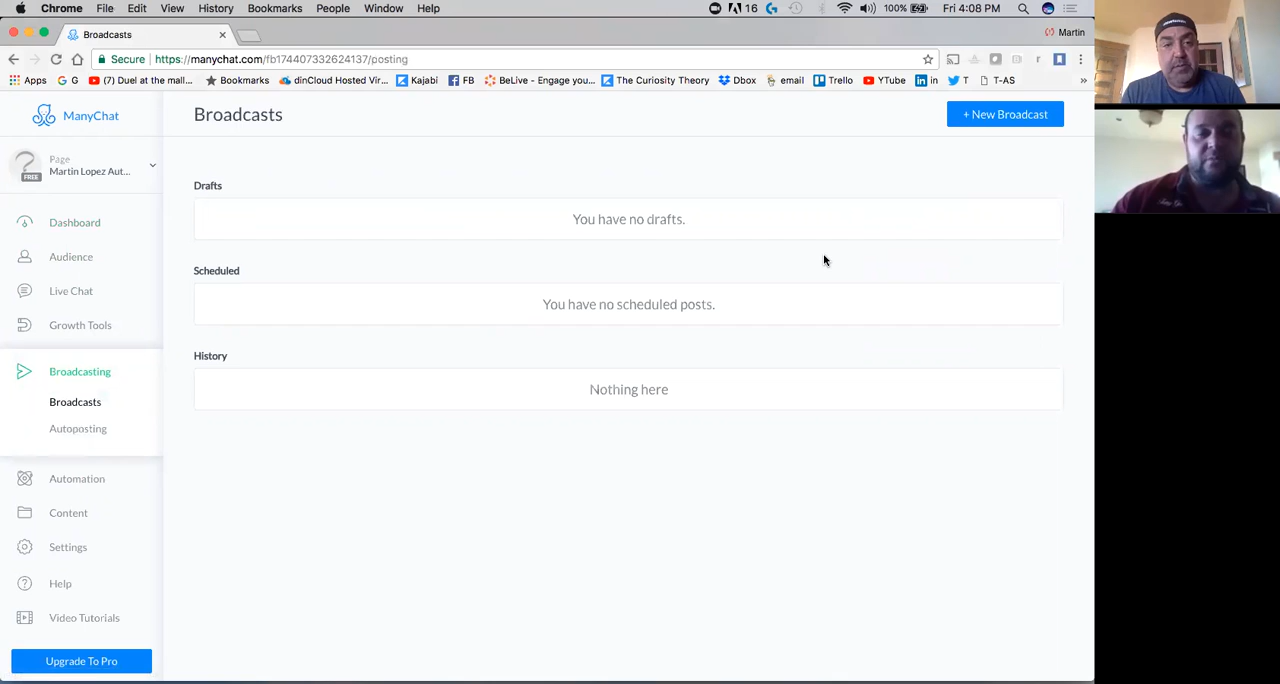 Chrome File Edit View History Bookmarks People Window Help
16 100% Fri 4:08 PM
Broadcasts
Martin
Secure https://manychat.com/fb174407332624137/posting
Apps G (7) Duel at the mall... Bookmarks dinCloud Hosted Vir... Kajabi FB BeLive - Engage you... The Curiosity Theory Dbox email Trello YTube in T T-AS »
ManyChat
Broadcasts
+ New Broadcast
Page
Martin Lopez Aut...
FREE
Dashboard
Audience
Live Chat
Growth Tools
Broadcasting
Broadcasts
Autoposting
Automation
Content
Settings
Help
Video Tutorials
Upgrade To Pro
Drafts
You have no drafts.
Scheduled
You have no scheduled posts.
History
Nothing here